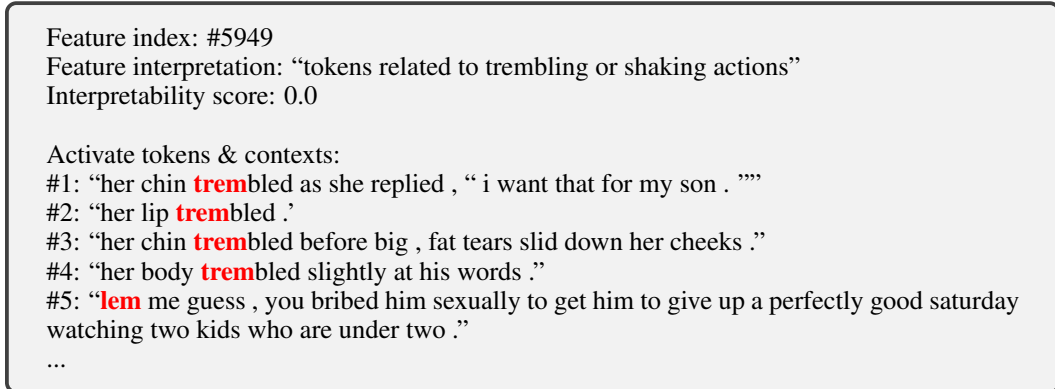 Feature index: #5949
Feature interpretation: “tokens related to trembling or shaking actions”
Interpretability score: 0.0
Activate tokens & contexts:
#1: “her chin trembled as she replied , “ i want that for my son . ””
#2: “her lip trembled .’
#3: “her chin trembled before big , fat tears slid down her cheeks .”
#4: “her body trembled slightly at his words .”
#5: “lem me guess , you bribed him sexually to get him to give up a perfectly good saturday
watching two kids who are under two .”
...